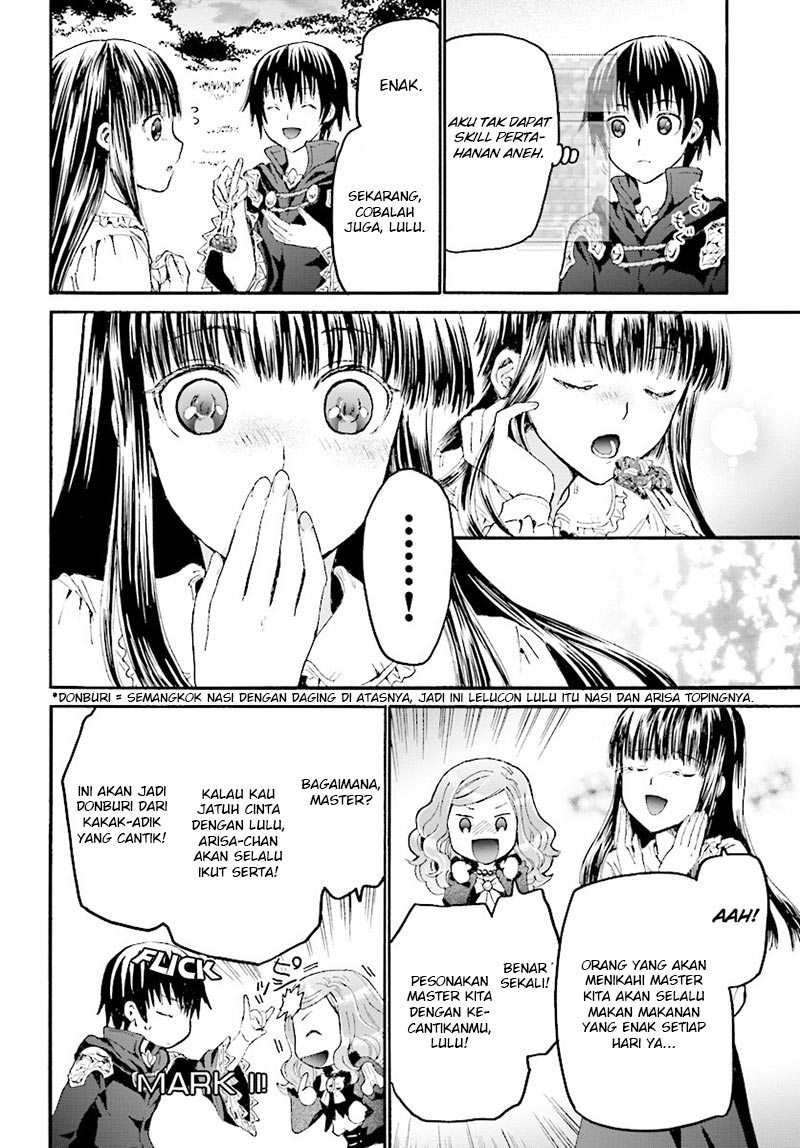 AKU TAK DAPAT
SKILL PERTA-
HANAN ANEH.
ENAK.
SEKARANG,
COBALAH
JUGA, LULU.
......!
*DONBURI = SEMANGKOK NASI DENGAN DAGING DI ATASNYA, JADI INI LELUCON LULU ITU NASI DAN ARISA TOPINGNYA.
AAH!
ORANG YANG AKAN
MENIKAHI MASTER
KITA AKAN SELALU
MAKAN MAKANAN
YANG ENAK SETIAP
HARI YA...
BENAR
SEKALI!
PESONAKAN
MASTER KITA
DENGAN KE-
CANTIKANMU,
LULU!
BAGAIMANA,
MASTER?
KALAU KAU
JATUH CINTA
DENGAN LULU,
ARISA-CHAN
AKAN SELALU
IKUT SERTA!
INI AKAN JADI
DONBURI DARI
KAKAK-ADIK
YANG CANTIK!
FLICK
MARK II!